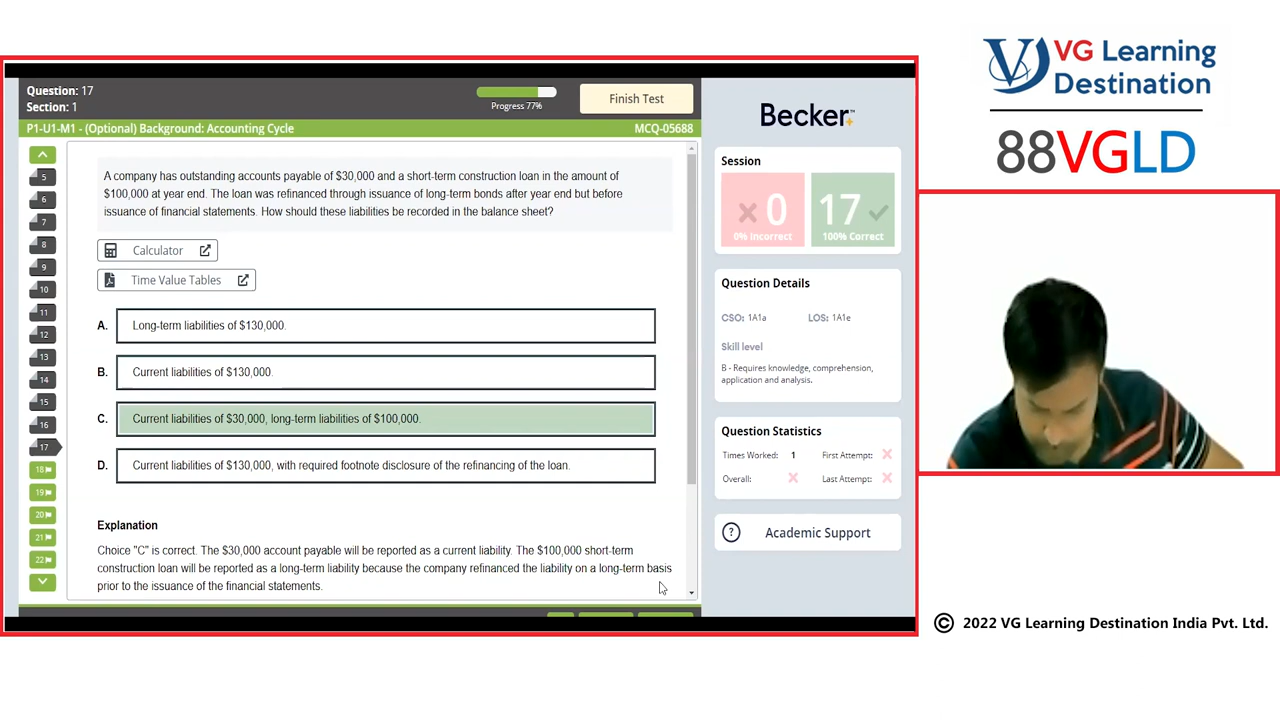 Question: 17
Section: 1
Progress 77%
Finish Test
P1-U1-M1 - (Optional) Background: Accounting Cycle
MCQ-05688
5
6
7
8
9
10
11
12
13
14
15
16
17
18
19
20
21
22
A company has outstanding accounts payable of $30,000 and a short-term construction loan in the amount of
$100,000 at year end. The loan was refinanced through issuance of long-term bonds after year end but before
issuance of financial statements. How should these liabilities be recorded in the balance sheet?
Calculator
Time Value Tables
A. Long-term liabilities of $130,000.
B. Current liabilities of $130,000.
C. Current liabilities of $30,000, long-term liabilities of $100,000.
D. Current liabilities of $130,000, with required footnote disclosure of the refinancing of the loan.
Explanation
Choice "C" is correct. The $30,000 account payable will be reported as a current liability. The $100,000 short-term
construction loan will be reported as a long-term liability because the company refinanced the liability on a long-term basis
prior to the issuance of the financial statements.
Becker
Session
0
0% Incorrect
17
100% Correct
Question Details
CSO: 1A1a LOS: 1A1e
Skill level
B - Requires knowledge, comprehension,
application and analysis.
Question Statistics
Times Worked: 1 First Attempt:
Overall: Last Attempt:
Academic Support
VG Learning
Destination
88VGLD
© 2022 VG Learning Destination India Pvt. Ltd.